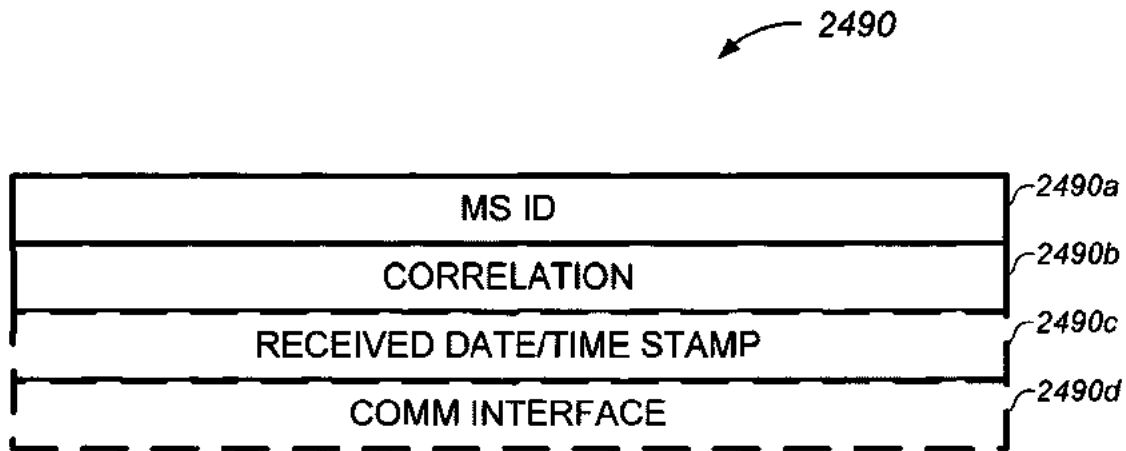 2490
MS ID
2490a
CORRELATION
2490b
RECEIVED DATE/TIME STAMP
2490c
COMM INTERFACE
2490d